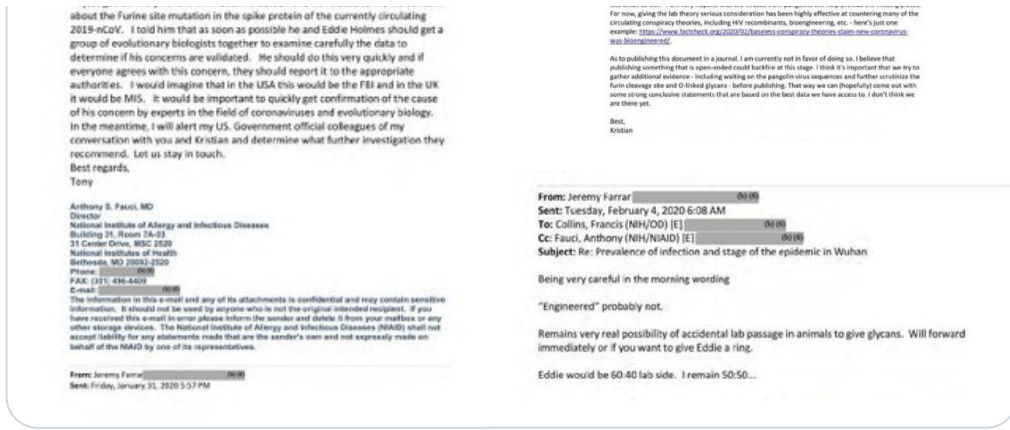 about the Furine site mutation in the spike protein of the currently circulating
2019-nCoV. I told him that as soon as possible he and Eddie Holmes should get a
group of evolutionary biologists together to examine carefully the data to
determine if his concerns are validated. He should do this very quickly and if
everyone agrees with this concern, they should report it to the appropriate
authorities. I would imagine that in the USA this would be the FBI and in the UK
it would be MI5. It would be important to quickly get confirmation of the cause
of his concern by experts in the field of coronaviruses and evolutionary biology.
In the meantime, I will alert my US. Government official colleagues of my
conversation with you and Kristian and determine what further investigation they
recommend. Let us stay in touch.
Best regards,
Tony
Anthony S. Fauci, MD
Director
National Institute of Allergy and Infectious Diseases
Building 31, Room 7A-03
31 Center Drive, MSC 2520
National Institutes of Health
Bethesda, MD 20892-2520
Phone: (b) (6)
FAX: (301) 496-4409
E-mail: (b) (6)
The information in this e-mail and any of its attachments is confidential and may contain sensitive
information. It should not be used by anyone who is not the original intended recipient. If you
have received this e-mail in error please inform the sender and delete it from your mailbox or any
other storage devices. The National Institute of Allergy and Infectious Diseases (NIAID) shall not
accept liability for any statements made that are the sender's own and not expressly made on
behalf of the NIAID by one of its representatives.
From: Jeremy Farrar (b) (6)
Sent: Friday, January 31, 2020 5:57 PM
For now, giving the lab theory serious consideration has been highly effective at countering many of the
circulating conspiracy theories, including HIV recombinants, bioengineering, etc. - here's just one
example: https://www.factcheck.org/2020/02/baseless-conspiracy-theories-claim-new-coronavirus-
was-bioengineered/.
As to publishing this document in a journal, I am currently not in favor of doing so. I believe that
publishing something that is open-ended could backfire at this stage. I think it's important that we try to
gather additional evidence - including waiting on the pangolin virus sequences and further scrutinize the
furin cleavage site and O-linked glycans - before publishing. That way we can (hopefully) come out with
some strong conclusive statements that are based on the best data we have access to. I don't think we
are there yet.
Best,
Kristian
From: Jeremy Farrar (b) (6)
Sent: Tuesday, February 4, 2020 6:08 AM
To: Collins, Francis (NIH/OD) [E] (b) (6)
Cc: Fauci, Anthony (NIH/NIAID) [E] (b) (6)
Subject: Re: Prevalence of infection and stage of the epidemic in Wuhan
Being very careful in the morning wording
"Engineered" probably not.
Remains very real possibility of accidental lab passage in animals to give glycans. Will forward
immediately or if you want to give Eddie a ring.
Eddie would be 60:40 lab side. I remain 50:50...